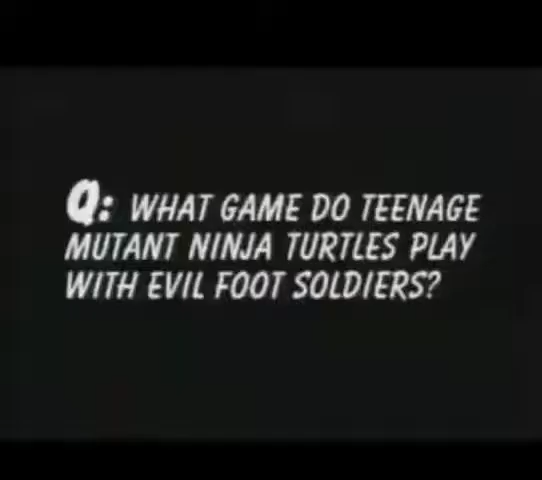 Q: WHAT GAME DO TEENAGE
MUTANT NINJA TURTLES PLAY
WITH EVIL FOOT SOLDIERS?